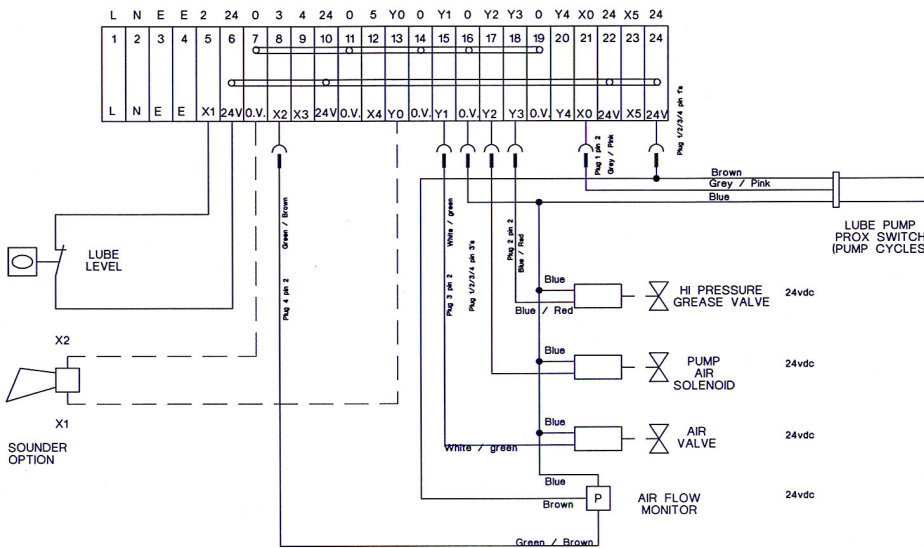 L N E E 2 24 0 3 4 24 0 5 Y0 0 Y1 0 Y2 Y3 0 Y4 X0 24 X5 24
1 2 3 4 5 6 7 8 9 10 11 12 13 14 15 16 17 18 19 20 21 22 23 24
L N E E X1 24V 0.V. X2 X3 24V 0.V. X4 Y0 0.V. Y1 0.V. Y2 Y3 0.V. Y4 X0 24V X5 24V
Plug 1/2/3/4 pin 1's
Plug 1 pin 2
Grey / Pink
Brown
Grey / Pink
Blue
LUBE PUMP
PROX SWITCH
(PUMP CYCLES
Green / Brown
Plug 4 pin 2
White / green
Plug 3 pin 2
Plug 1/2/3/4 pin 3's
Plug 2 pin 2
Blue / Red
LUBE
LEVEL
Blue
Blue / Red
HI PRESSURE
GREASE VALVE
24vdc
X2
X1
SOUNDER
OPTION
Blue
PUMP
AIR
SOLENOID
24vdc
Blue
White / green
AIR
VALVE
24vdc
Blue
Brown
P
AIR FLOW
MONITOR
24vdc
Green / Brown